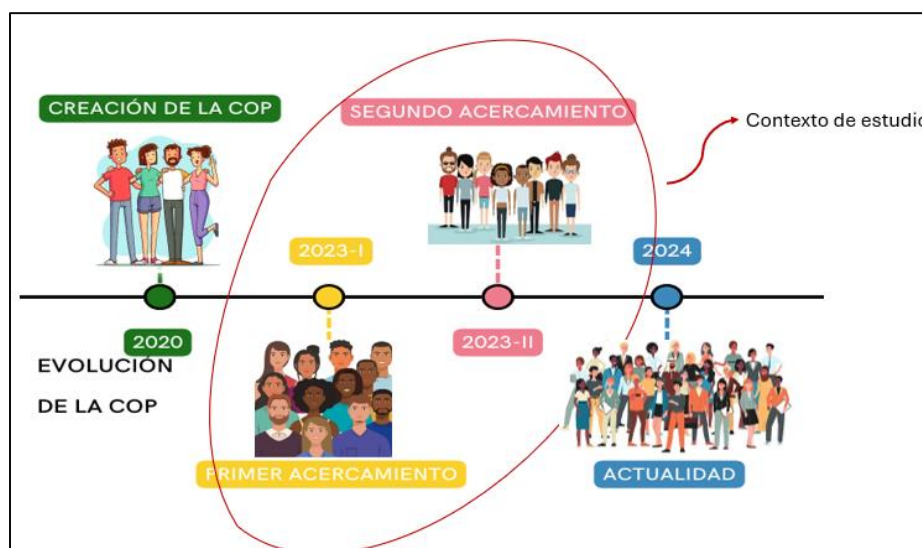 CREACIÓN DE LA COP
SEGUNDO ACERCAMIENTO
Contexto de estudio
2023-I
2024
2020
2023-II
EVOLUCIÓN
DE LA COP
PRIMER ACERCAMIENTO
ACTUALIDAD